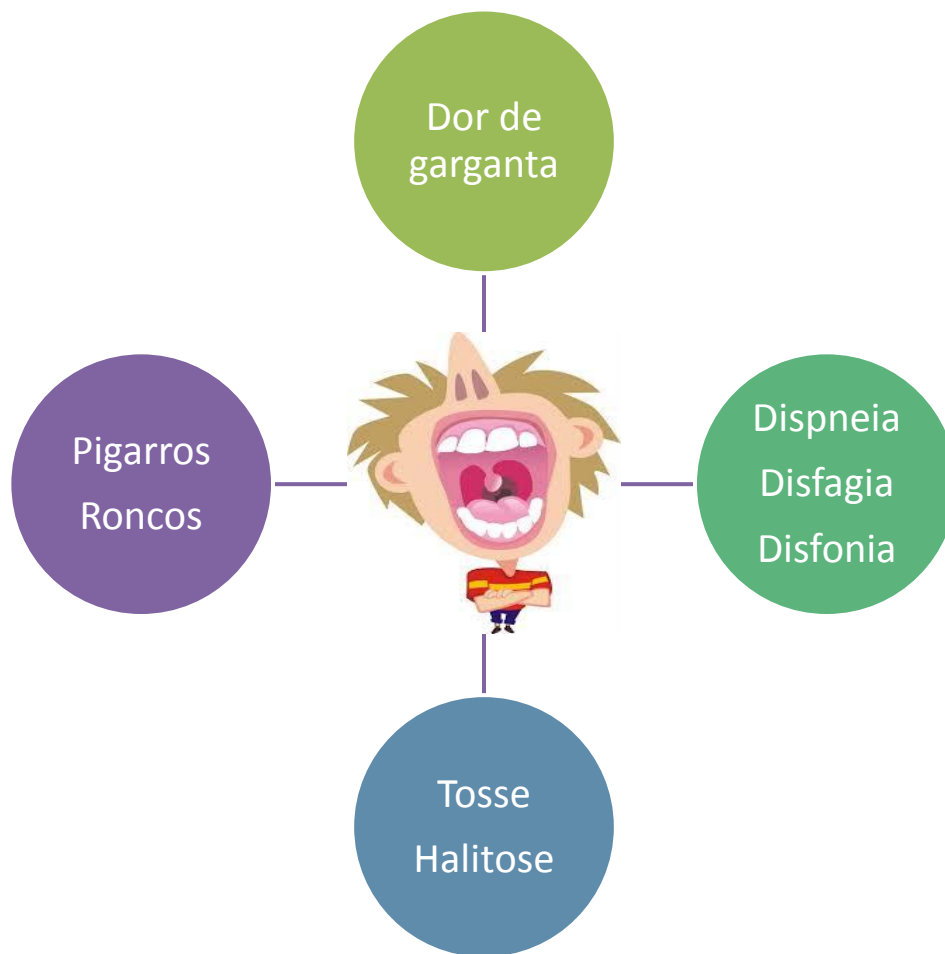 Dor de
garganta
Pigarros
Roncos
Dispneia
Disfagia
Disfonia
Tosse
Halitose